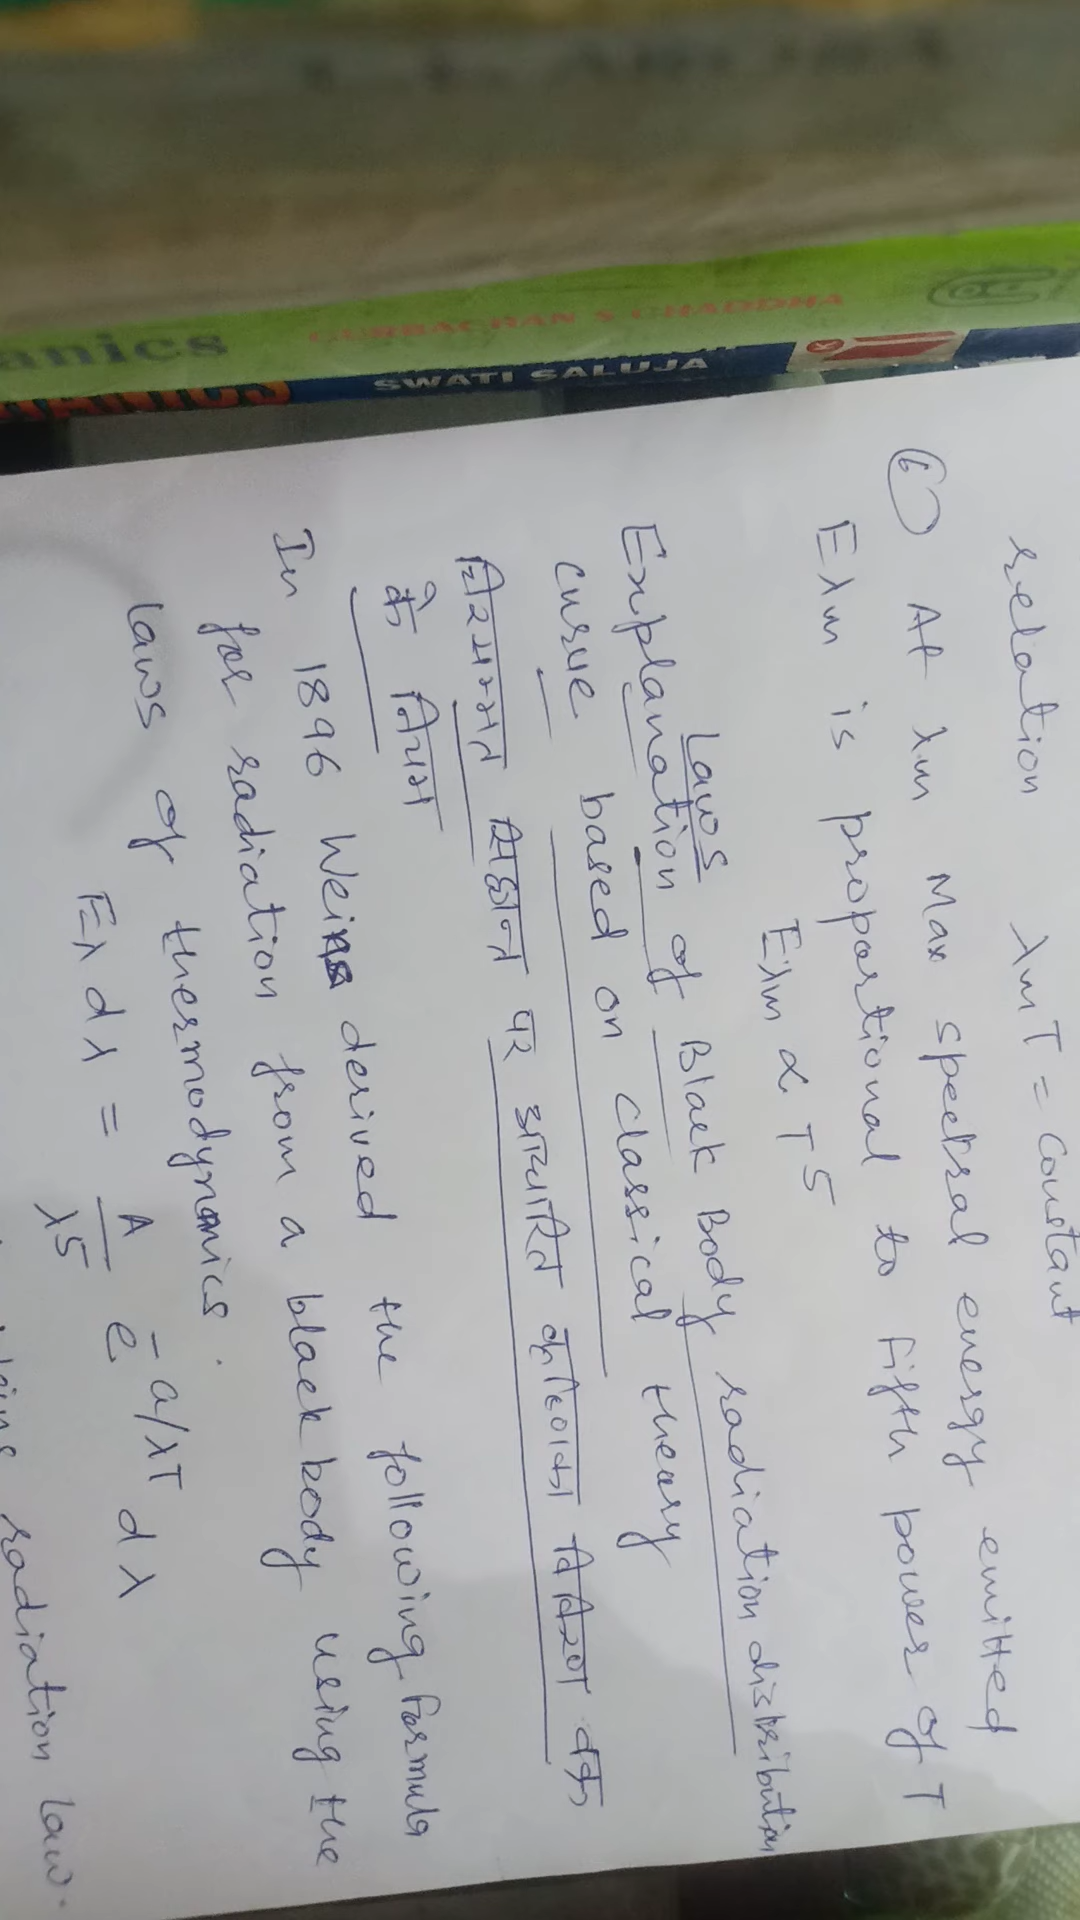 anics GURBACHAN S CHADDHA
SWATI SALUJA
relation λmT = Constant
⑥ At λm Max spectral energy emitted
Eλm is proportional to fifth power of T
Eλm α T5
Laws
Explanation of Black Body radiation distribution
curve based on classical theory
चिरसम्मत सिद्धान्त पर आधारित कृष्णिका विकिरण वक्र
के नियम
In 1896 Weins derived the following formula
for radiation from a black body using the
laws of thermodynamics.
Eλ dλ = A/λ5 e -a/λT dλ
radiation law.